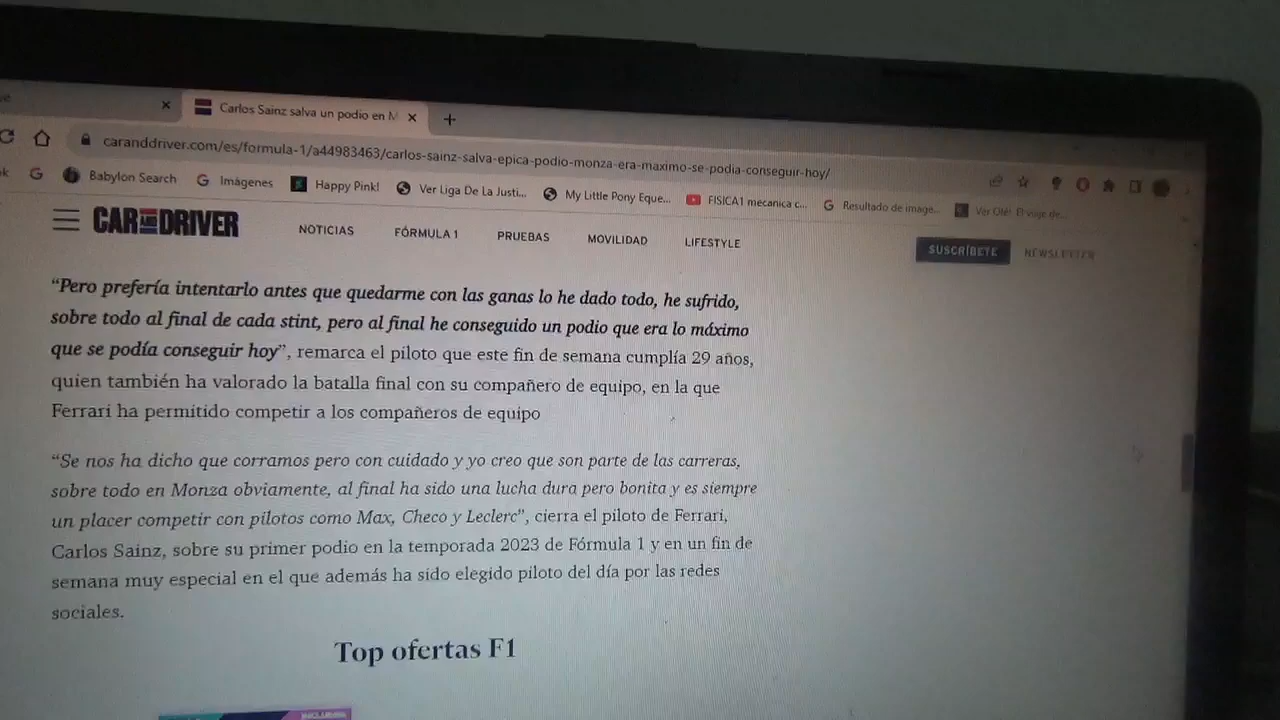 Carlos Sainz salva un podio en M
caranddriver.com/es/formula-1/a44983463/carlos-sainz-salva-epica-podio-monza-era-maximo-se-podia-conseguir-hoy/
Babylon Search
Imágenes
Happy Pink!
Ver Liga De La Justi...
My Little Pony Eque...
FISICA1 mecanica c...
Resultado de image...
Ver Olé! El viaje de...
CAR AND DRIVER
NOTICIAS
FÓRMULA 1
PRUEBAS
MOVILIDAD
LIFESTYLE
SUSCRÍBETE
NEWSLETTER
“Pero prefería intentarlo antes que quedarme con las ganas lo he dado todo, he sufrido,
sobre todo al final de cada stint, pero al final he conseguido un podio que era lo máximo
que se podía conseguir hoy”, remarca el piloto que este fin de semana cumplía 29 años,
quien también ha valorado la batalla final con su compañero de equipo, en la que
Ferrari ha permitido competir a los compañeros de equipo
“Se nos ha dicho que corramos pero con cuidado y yo creo que son parte de las carreras,
sobre todo en Monza obviamente, al final ha sido una lucha dura pero bonita y es siempre
un placer competir con pilotos como Max, Checo y Leclerc”, cierra el piloto de Ferrari,
Carlos Sainz, sobre su primer podio en la temporada 2023 de Fórmula 1 y en un fin de
semana muy especial en el que además ha sido elegido piloto del día por las redes
sociales.
Top ofertas F1